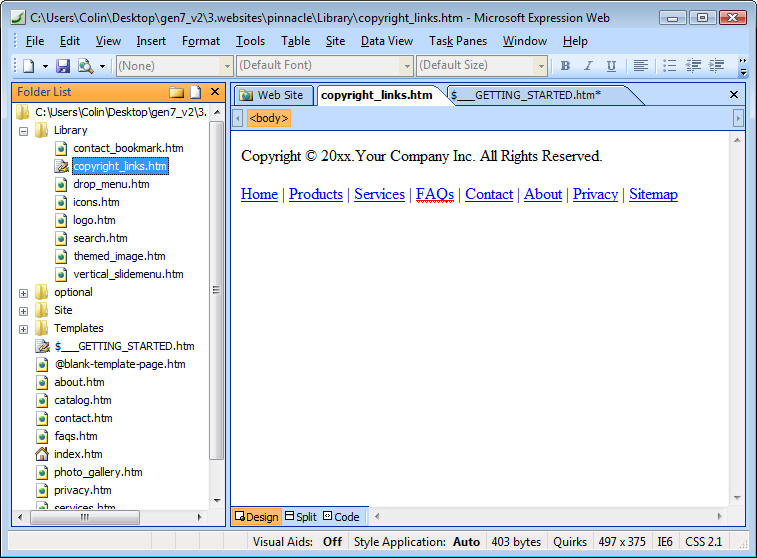 C:\Users\Colin\Desktop\gen7_v2\3.websites\pinnacle\Library\copyright_links.htm - Microsoft Expression Web
File Edit View Insert Format Tools Table Site Data View Task Panes Window Help
(None) (Default Font) (Default Size) B I U
Folder List
C:\Users\Colin\Desktop\gen7_v2\3.
Library
contact_bookmark.htm
copyright_links.htm
drop_menu.htm
icons.htm
logo.htm
search.htm
themed_image.htm
vertical_slidemenu.htm
optional
Site
Templates
$___GETTING_STARTED.htm
@blank-template-page.htm
about.htm
catalog.htm
contact.htm
faqs.htm
index.htm
photo_gallery.htm
privacy.htm
services.htm
Web Site copyright_links.htm $___GETTING_STARTED.htm*
<body>
Copyright © 20xx.Your Company Inc. All Rights Reserved.
Home | Products | Services | FAQs | Contact | About | Privacy | Sitemap
Design Split Code
Visual Aids: Off Style Application: Auto 403 bytes Quirks 497 x 375 IE6 CSS 2.1